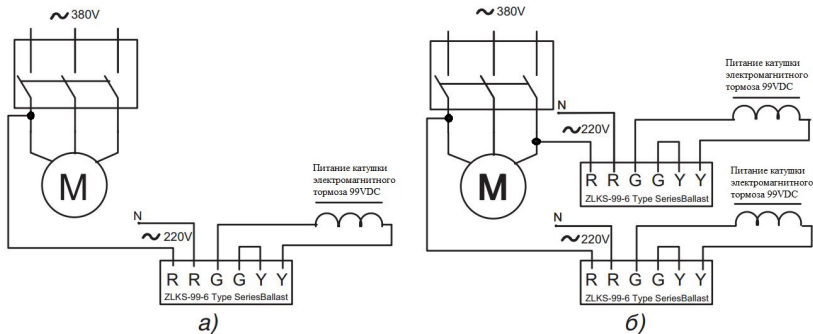 ~380V
M
Питание катушки
электромагнитного
тормоза 99VDC
N
~220V
R R G G Y Y
ZLKS-99-6 Type SeriesBallast
а)
~380V
M
Питание катушки
электромагнитного
тормоза 99VDC
N
~220V
R R G G Y Y
ZLKS-99-6 Type SeriesBallast
Питание катушки
электромагнитного
тормоза 99VDC
N
~220V
R R G G Y Y
ZLKS-99-6 Type SeriesBallast
б)